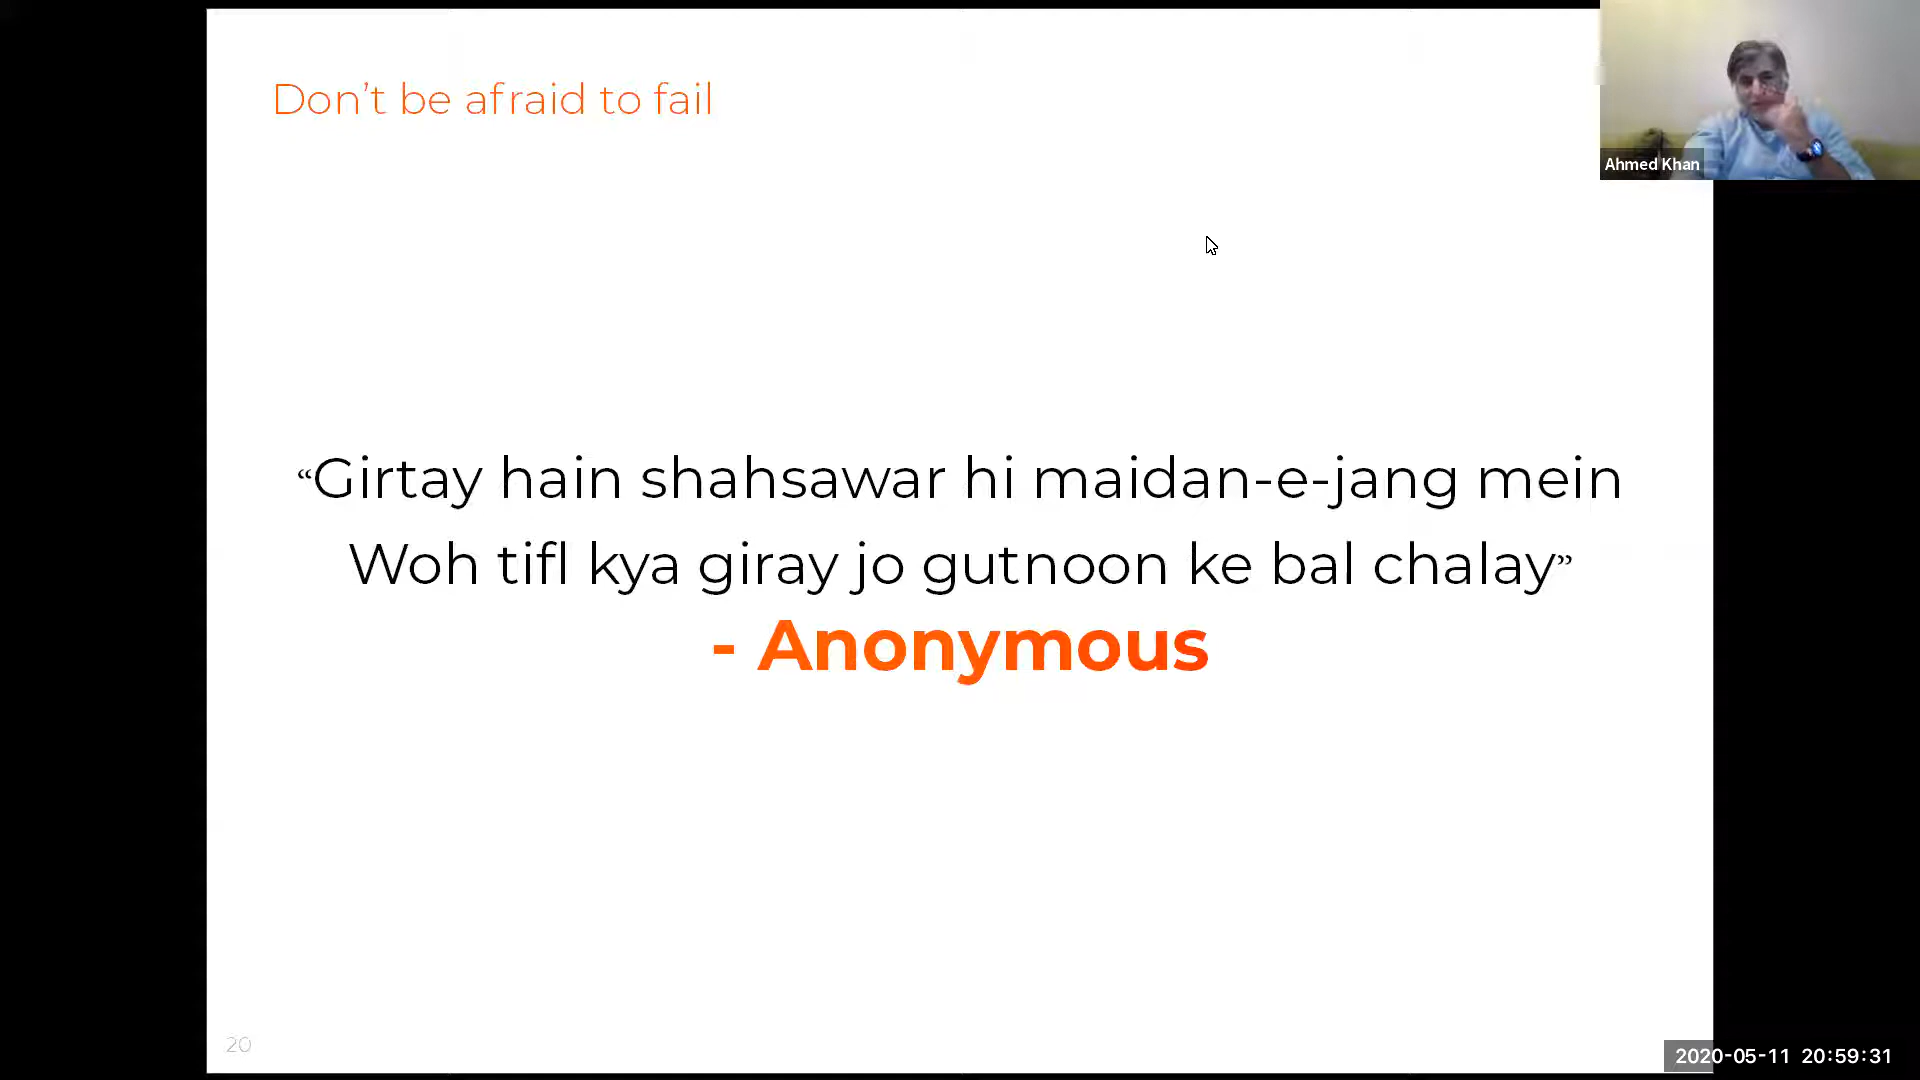 Don’t be afraid to fail
Ahmed Khan
“Girtay hain shahsawar hi maidan-e-jang mein
Woh tifl kya giray jo gutnoon ke bal chalay”
- Anonymous
20
2020-05-11 20:59:31